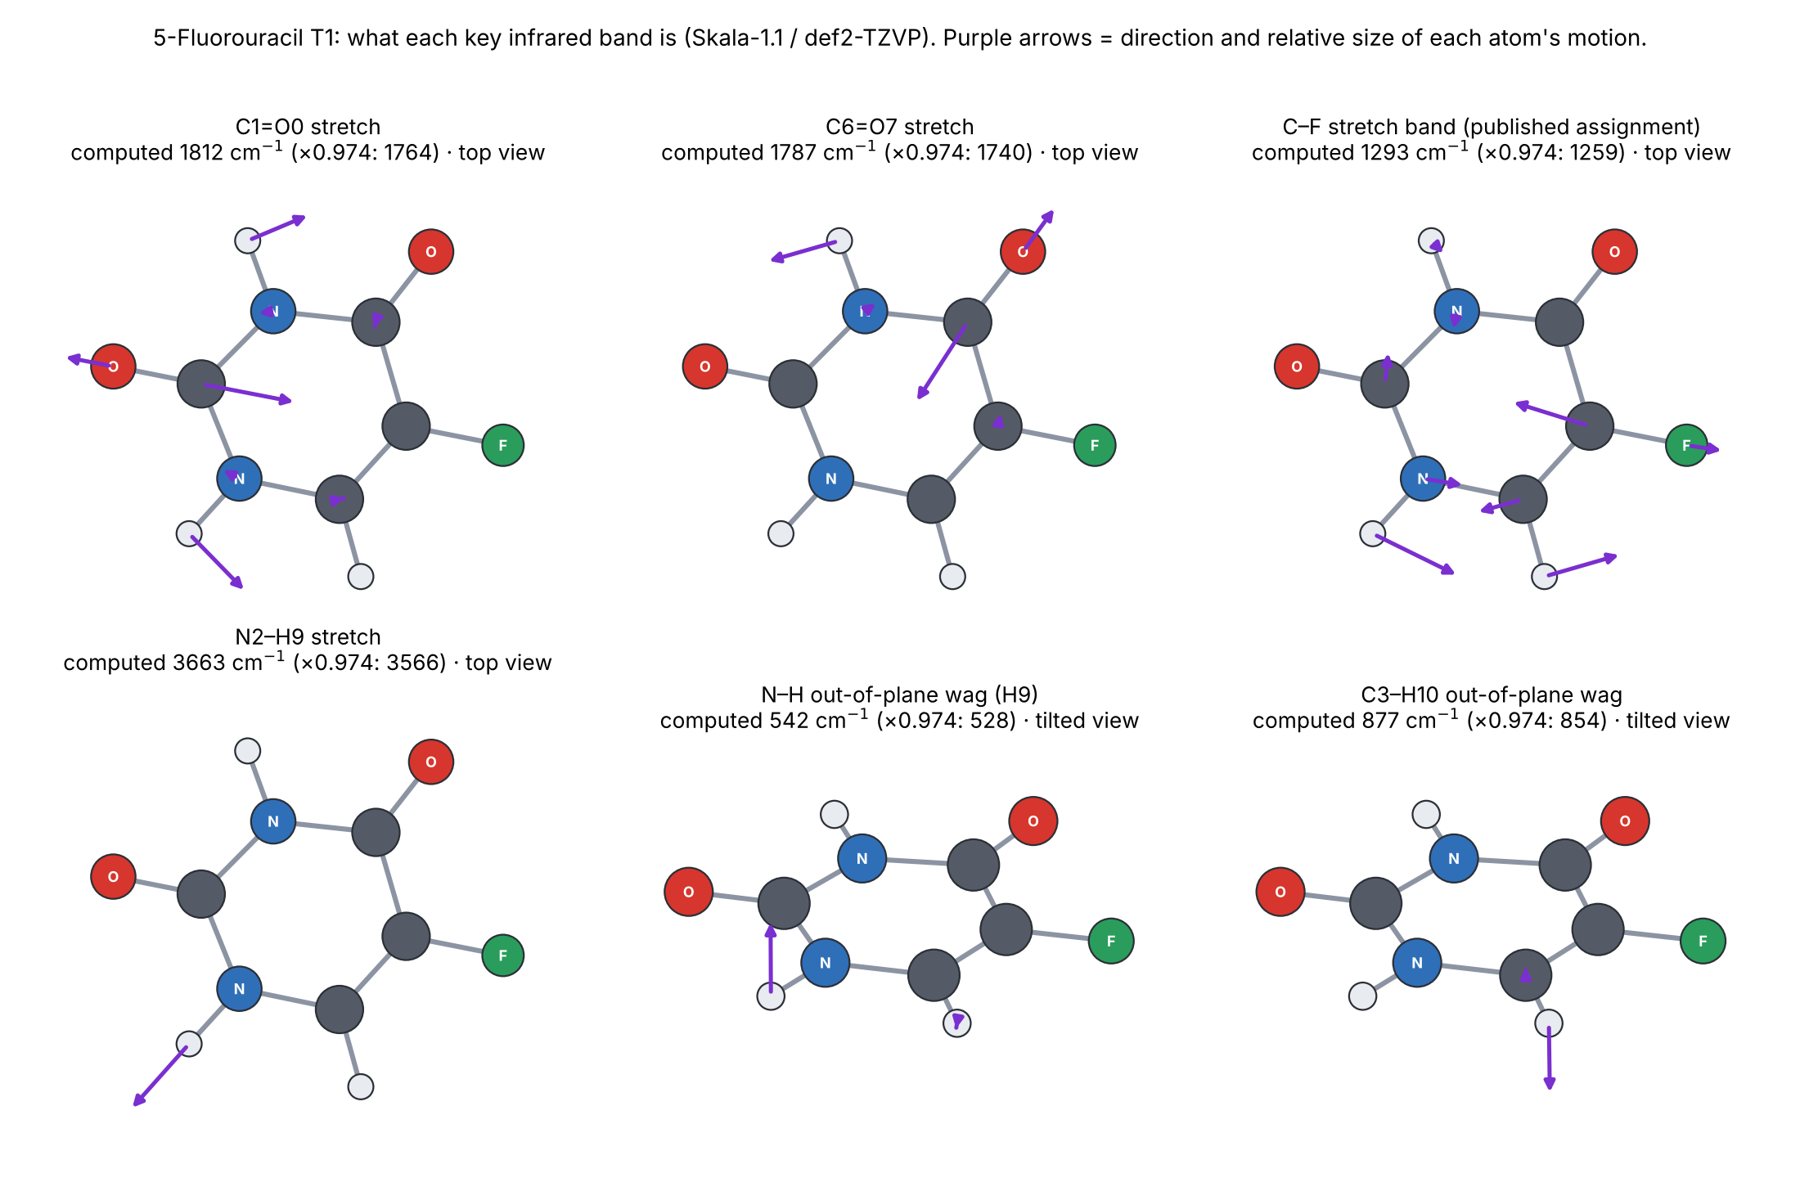 5-Fluorouracil T1: what each key infrared band is (Skala-1.1 / def2-TZVP). Purple arrows = direction and relative size of each atom's motion.
C1=O0 stretch
computed 1812 cm⁻¹ (×0.974: 1764) · top view
C6=O7 stretch
computed 1787 cm⁻¹ (×0.974: 1740) · top view
C–F stretch band (published assignment)
computed 1293 cm⁻¹ (×0.974: 1259) · top view
O
N
O
F
N
O
N
O
F
N
O
N
O
F
N
N2–H9 stretch
computed 3663 cm⁻¹ (×0.974: 3566) · top view
N–H out-of-plane wag (H9)
computed 542 cm⁻¹ (×0.974: 528) · tilted view
C3–H10 out-of-plane wag
computed 877 cm⁻¹ (×0.974: 854) · tilted view
O
N
O
F
N
O
N
O
F
N
O
N
O
F
N